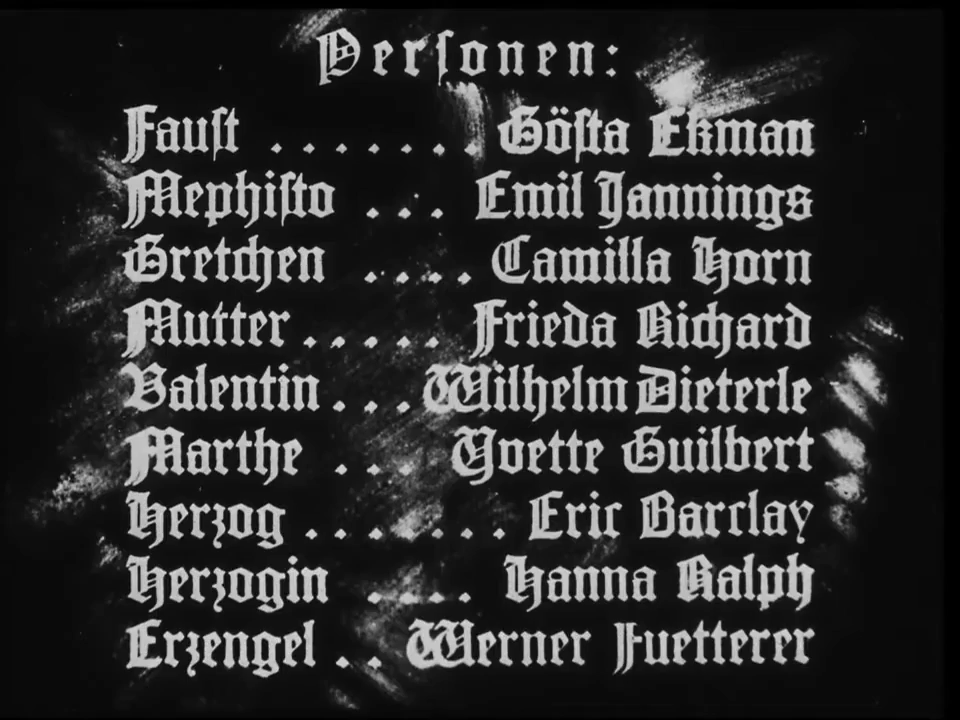 Personen:
Fauſt . . . . . . . Göſta Ekman
Mephiſto . . . Emil Jannings
Gretchen . . . . Camilla Horn
Mutter . . . . . Frieda Richard
Valentin . . . Wilhelm Dieterle
Marthe . . . Yvette Guilbert
Herzog . . . . . . . Eric Barclay
Herzogin . . . . Hanna Ralph
Erzengel . . Werner Fuetterer